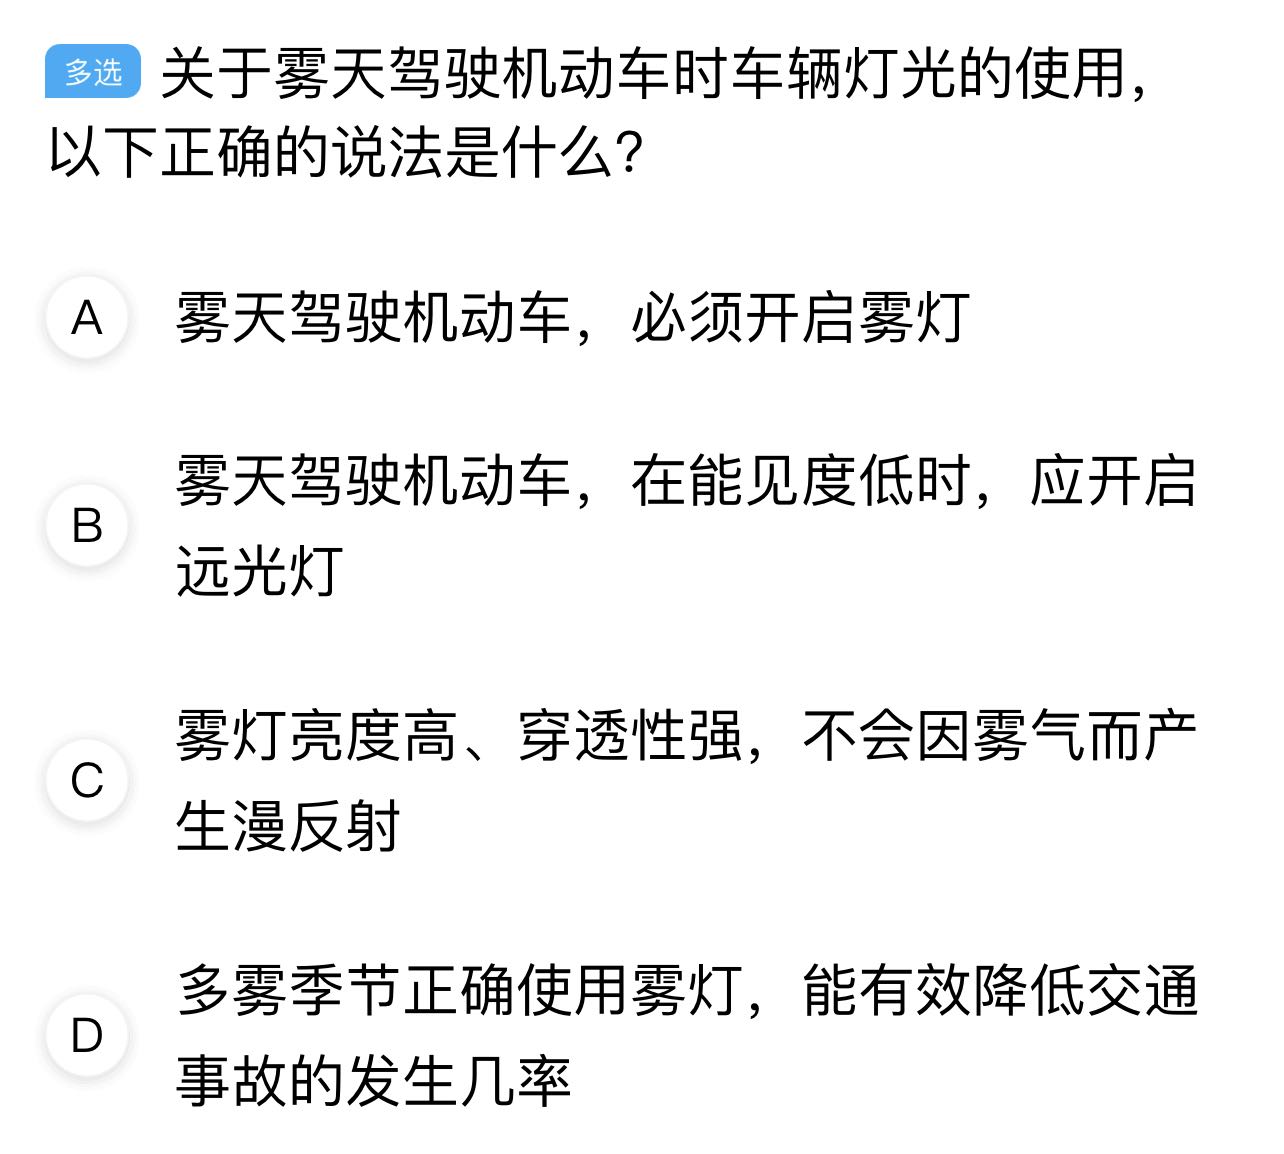 多选 关于雾天驾驶机动车时车辆灯光的使用，
以下正确的说法是什么?
A 雾天驾驶机动车，必须开启雾灯
雾天驾驶机动车，在能见度低时，应开启
B
远光灯
雾灯亮度高、穿透性强，不会因雾气而产
C
生漫反射
多雾季节正确使用雾灯，能有效降低交通
D
事故的发生几率